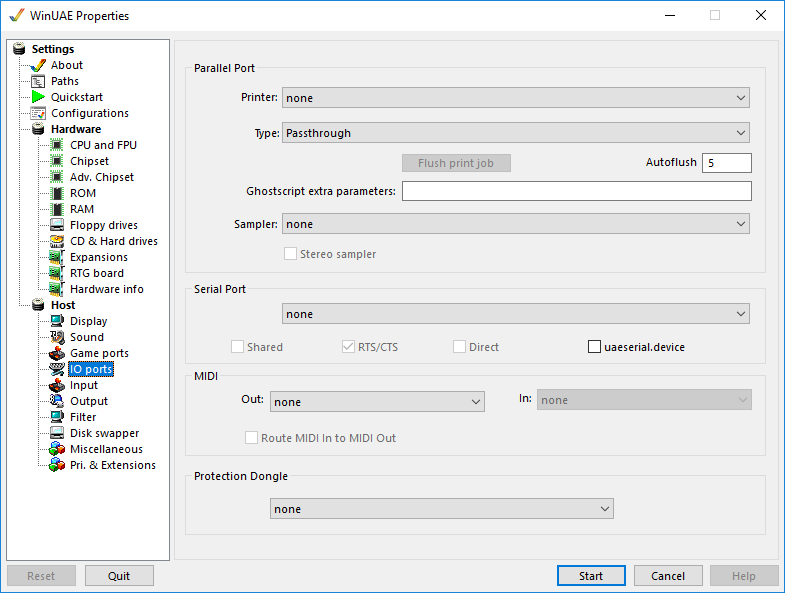 WinUAE Properties
Settings
About
Paths
Quickstart
Configurations
Hardware
CPU and FPU
Chipset
Adv. Chipset
ROM
RAM
Floppy drives
CD & Hard drives
Expansions
RTG board
Hardware info
Host
Display
Sound
Game ports
IO ports
Input
Output
Filter
Disk swapper
Miscellaneous
Pri. & Extensions
Parallel Port
Printer: none
Type: Passthrough
Flush print job Autoflush 5
Ghostscript extra parameters:
Sampler: none
Stereo sampler
Serial Port
none
Shared RTS/CTS Direct uaeserial.device
MIDI
Out: none In: none
Route MIDI In to MIDI Out
Protection Dongle
none
Reset Quit Start Cancel Help